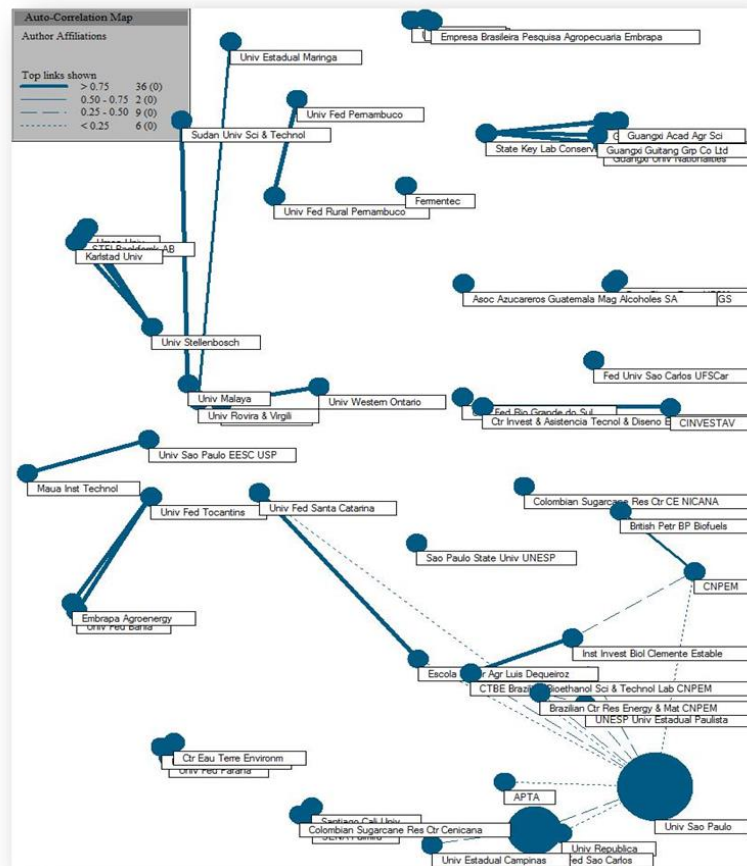 Auto-Correlation Map
Author Affiliations
Top links shown
> 0.75 36 (0)
0.50 - 0.75 2 (0)
0.25 - 0.50 9 (0)
< 0.25 6 (0)
Empresa Brasileira Pesquisa Agropecuaria Embrapa
Univ Estadual Maringa
Univ Fed Pernambuco
Sudan Univ Sci & Technol
Guangxi Acad Agr Sci
State Key Lab Conserv
Guangxi Guitang Grp Co Ltd
Guangxi Univ Nationalities
Fermentec
Univ Fed Rural Pernambuco
Karlstad Univ
Asoc Azucareros Guatemala Mag Alcoholes SA
GS
Univ Stellenbosch
Fed Univ Sao Carlos UFSCar
Univ Malaya
Univ Western Ontario
Univ Rovira & Virgili
Fed Rio Grande do Sul
Ctr Invest & Asistencia Tecnol & Diseno E
CINVESTAV
Univ Sao Paulo EESC USP
Maua Inst Technol
Colombian Sugarcane Res Ctr CE NICANA
Univ Fed Tocantins
Univ Fed Santa Catarina
British Petr BP Biofuels
Sao Paulo State Univ UNESP
CNPEM
Embrapa Agroenergy
Univ Fed Bahia
Inst Invest Biol Clemente Estable
Escola
r Agr Luis Dequeiroz
CTBE Brazilian Bioethanol Sci & Technol Lab CNPEM
Brazilian Ctr Res Energy & Mat CNPEM
UNESP Univ Estadual Paulista
Ctr Eau Terre Environm
Univ Fed Parana
APTA
Univ Sao Paulo
Santiago Cali Univ
Colombian Sugarcane Res Ctr Cenicana
SENA Palmira
Univ Republica
Univ Estadual Campinas
Fed Sao Carlos